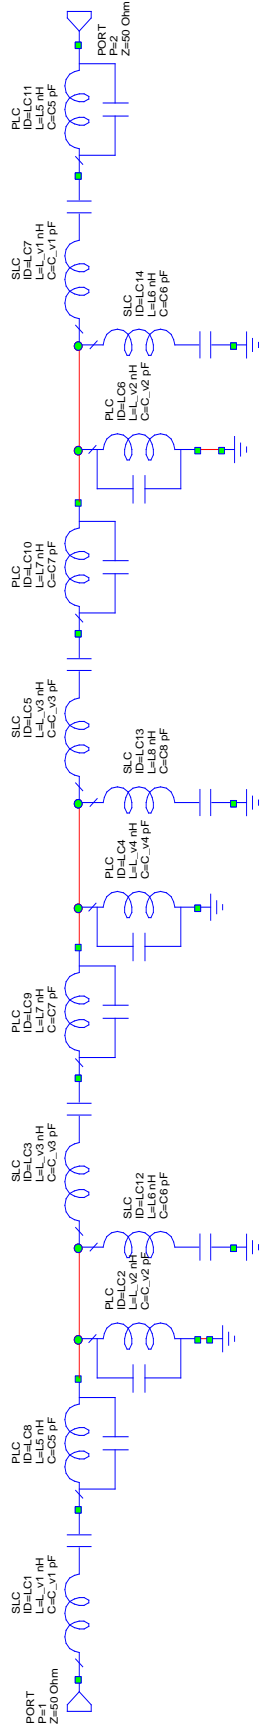 PORT
P=1
Z=50 Ohm
SLC
ID=LC1
L=L_v1 nH
C=C_v1 pF
PLC
ID=LC8
L=L5 nH
C=C5 pF
PLC
ID=LC2
L=L_v2 nH
C=C_v2 pF
SLC
ID=LC12
L=L6 nH
C=C6 pF
SLC
ID=LC3
L=L_v3 nH
C=C_v3 pF
PLC
ID=LC9
L=L7 nH
C=C7 pF
PLC
ID=LC4
L=L_v4 nH
C=C_v4 pF
SLC
ID=LC13
L=L8 nH
C=C8 pF
SLC
ID=LC5
L=L_v3 nH
C=C_v3 pF
PLC
ID=LC10
L=L7 nH
C=C7 pF
PLC
ID=LC6
L=L_v2 nH
C=C_v2 pF
SLC
ID=LC14
L=L6 nH
C=C6 pF
SLC
ID=LC7
L=L_v1 nH
C=C_v1 pF
PLC
ID=LC11
L=L5 nH
C=C5 pF
PORT
P=2
Z=50 Ohm